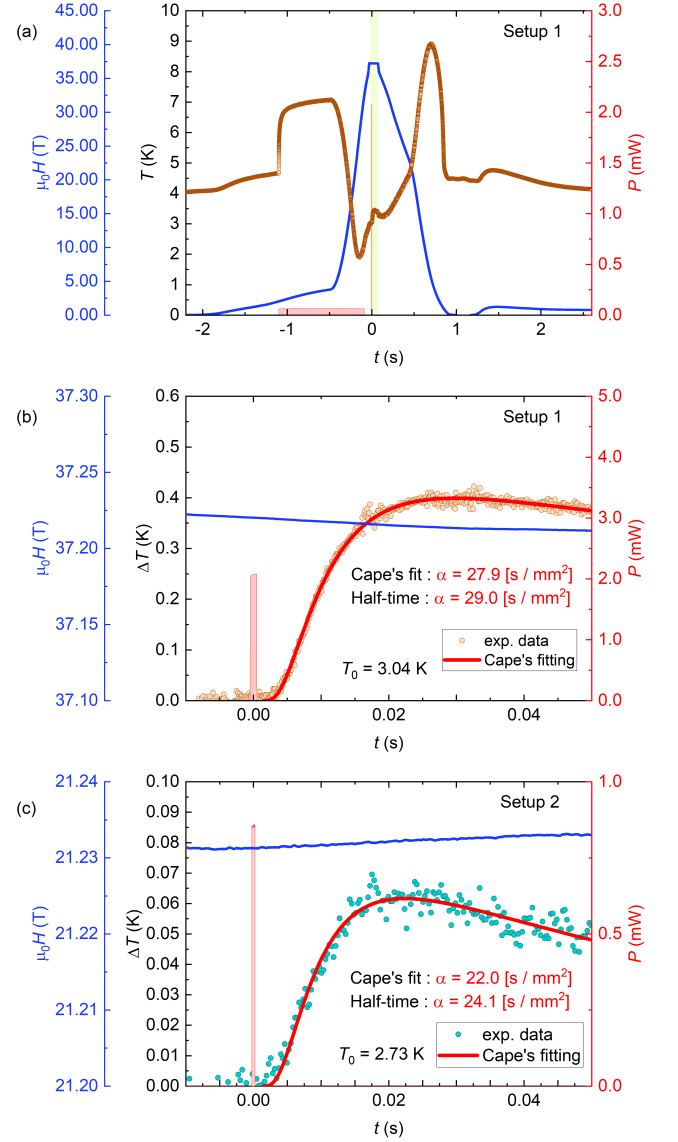 (a)
Setup 1
45.00
40.00
35.00
30.00
25.00
20.00
15.00
10.00
5.00
0.00
μ0H (T)
10
9
8
7
6
5
4
3
2
1
0
T (K)
3.0
2.5
2.0
1.5
1.0
0.5
0.0
P (mW)
-2
-1
0
1
2
t (s)
(b)
Setup 1
37.30
37.25
37.20
37.15
37.10
μ0H (T)
0.6
0.5
0.4
0.3
0.2
0.1
0.0
ΔT (K)
5.0
4.0
3.0
2.0
1.0
0.0
P (mW)
Cape's fit : α = 27.9 [s / mm²]
Half-time : α = 29.0 [s / mm²]
exp. data
Cape's fitting
T0 = 3.04 K
0.00
0.02
0.04
t (s)
(c)
Setup 2
21.24
21.23
21.22
21.21
21.20
μ0H (T)
0.10
0.09
0.08
0.07
0.06
0.05
0.04
0.03
0.02
0.01
0.00
ΔT (K)
1.0
0.5
0.0
P (mW)
Cape's fit : α = 22.0 [s / mm²]
Half-time : α = 24.1 [s / mm²]
exp. data
Cape's fitting
T0 = 2.73 K
0.00
0.02
0.04
t (s)